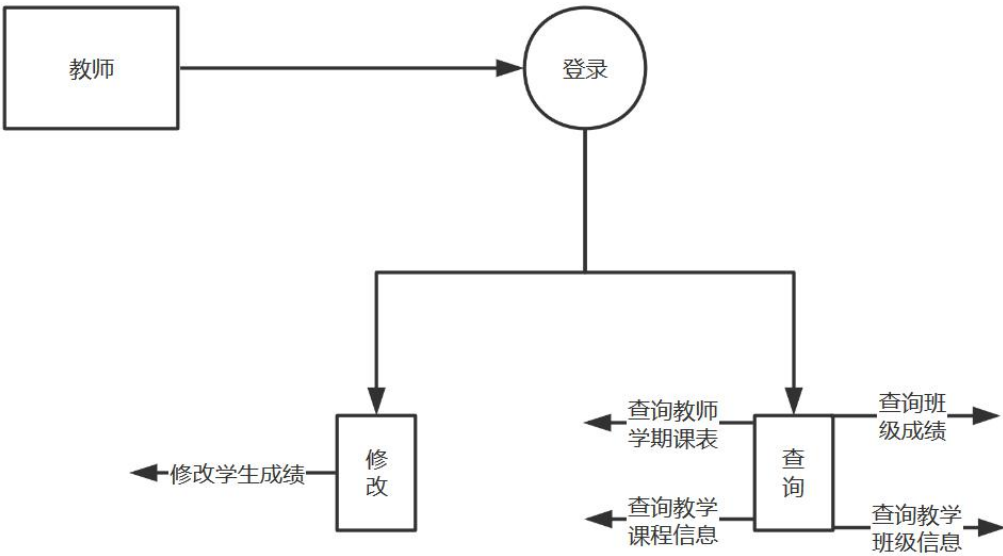 教师
登录
修改
查询
修改学生成绩
查询教师
学期课表
查询教学
课程信息
查询班
级成绩
查询教学
班级信息